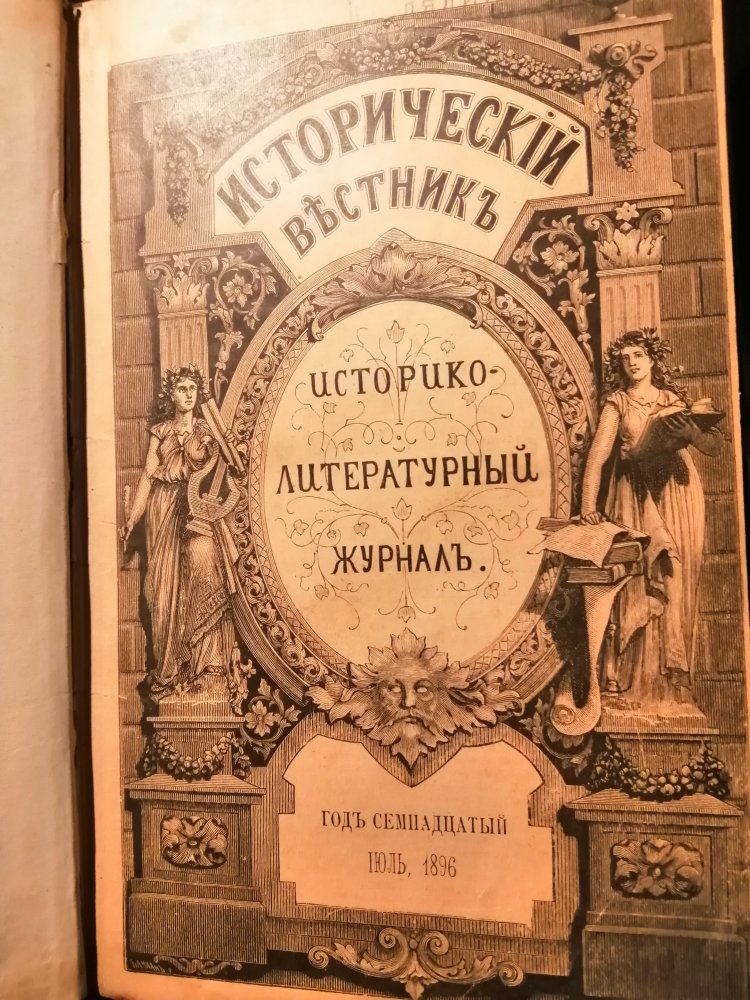 ИСТОРИЧЕСКІЙ
ВѢСТНИКЪ
ИСТОРИКО-
ЛИТЕРАТУРНЫЙ
ЖУРНАЛЪ.
ГОДЪ СЕМНАДЦАТЫЙ
ІЮЛЬ, 1896